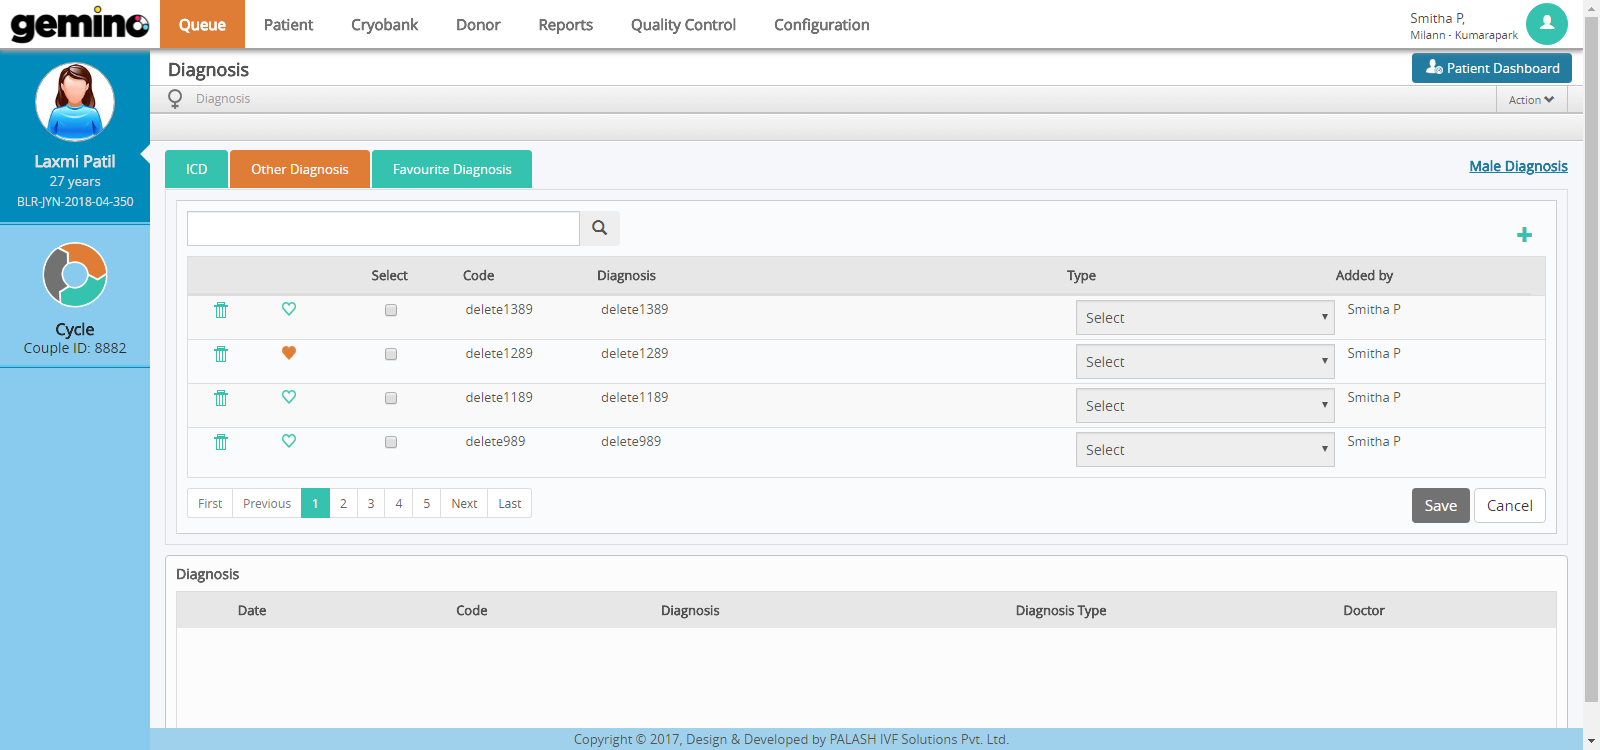 gemino
Queue Patient Cryobank Donor Reports Quality Control Configuration
Smitha P,
Milann - Kumarapark
Laxmi Patil
27 years
BLR-JYN-2018-04-350
Cycle
Couple ID: 8882
Diagnosis
Patient Dashboard
Diagnosis
Action
ICD Other Diagnosis Favourite Diagnosis
Male Diagnosis
Select Code Diagnosis Type Added by
delete1389 delete1389 Select Smitha P
delete1289 delete1289 Select Smitha P
delete1189 delete1189 Select Smitha P
delete989 delete989 Select Smitha P
First Previous 1 2 3 4 5 Next Last
Save Cancel
Diagnosis
Date Code Diagnosis Diagnosis Type Doctor
Copyright © 2017, Design & Developed by PALASH IVF Solutions Pvt. Ltd.